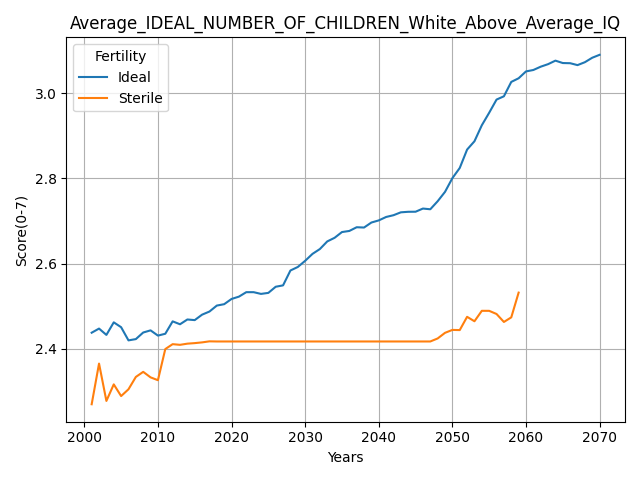 Average_IDEAL_NUMBER_OF_CHILDREN_White_Above_Average_IQ
Fertility
Ideal
Sterile
Score(0-7)
3.0
2.8
2.6
2.4
2000 2010 2020 2030 2040 2050 2060 2070
Years